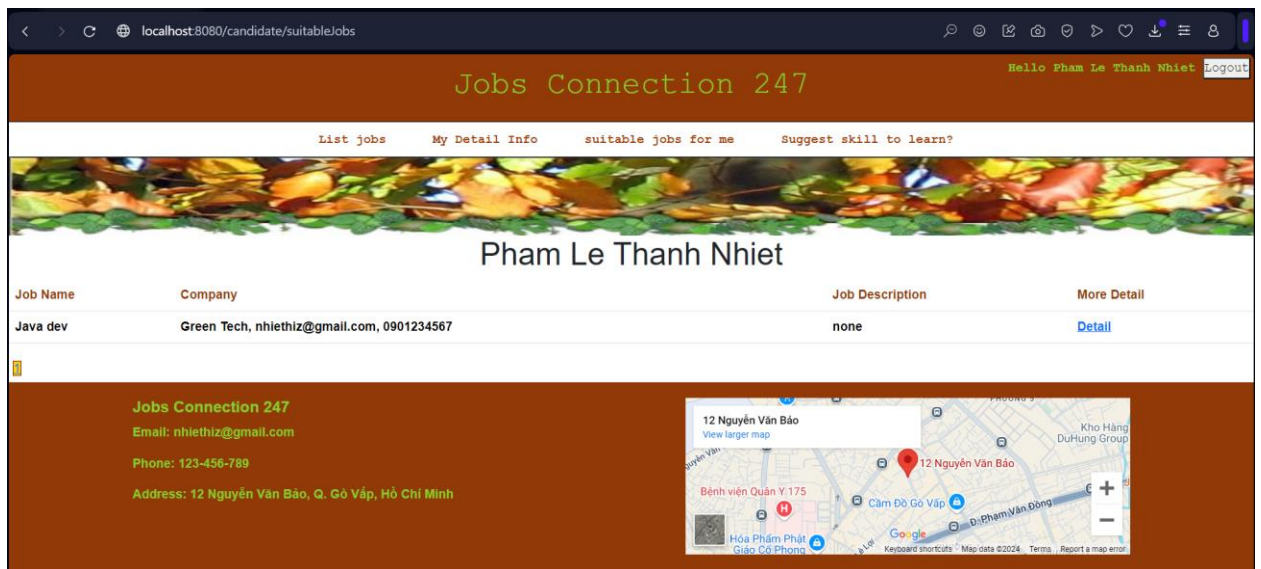 localhost:8080/candidate/suitableJobs
Hello Pham Le Thanh Nhiet Logout
Jobs Connection 247
List jobs My Detail Info suitable jobs for me Suggest skill to learn?
Pham Le Thanh Nhiet
Job Name Company Job Description More Detail
Java dev Green Tech, nhiethiz@gmail.com, 0901234567 none Detail
1
Jobs Connection 247
Email: nhiethiz@gmail.com
Phone: 123-456-789
Address: 12 Nguyễn Văn Bảo, Q. Gò Vấp, Hồ Chí Minh
12 Nguyễn Văn Bảo
View larger map
Kho Hàng
DuHung Group
12 Nguyễn Văn Bảo
Bệnh viện Quân Y 175
H
Cầm Đồ Gò Vấp
Đ. Phạm Văn Đồng
+
−
Hóa Phẩm Phật
Giáo Cổ Phong
Google
Keyboard shortcuts Map data ©2024 Terms Report a map error